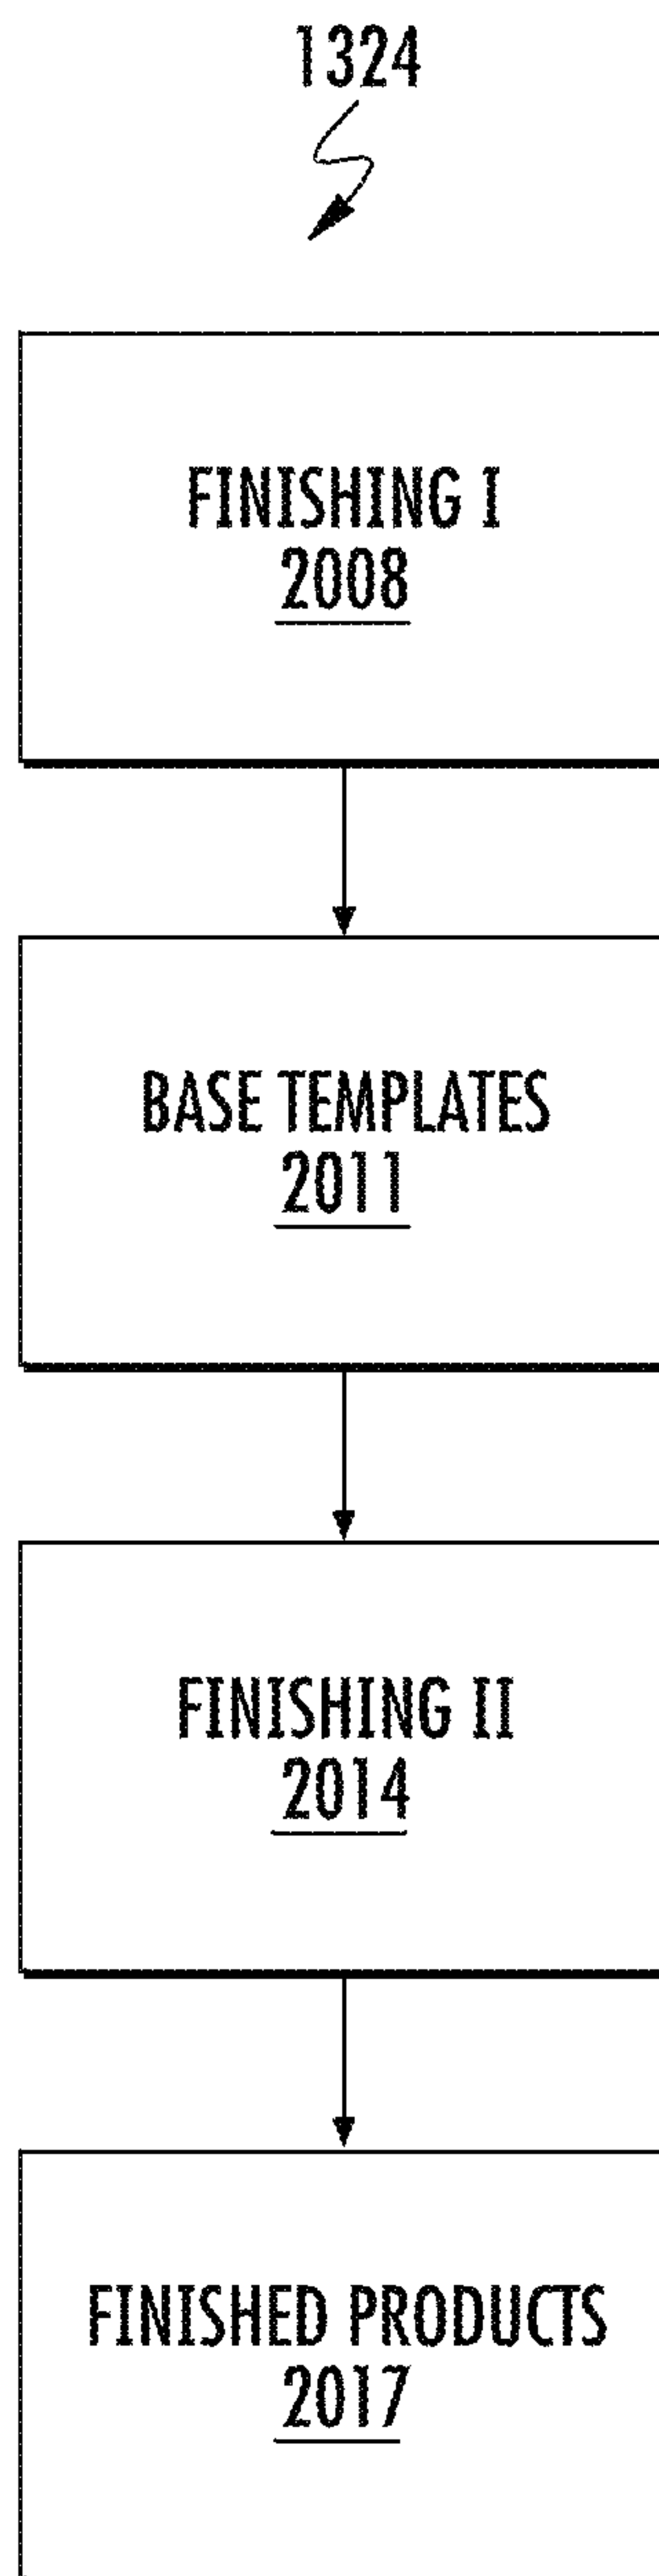 1324
FINISHING I
2008
BASE TEMPLATES
2011
FINISHING II
2014
FINISHED PRODUCTS
2017